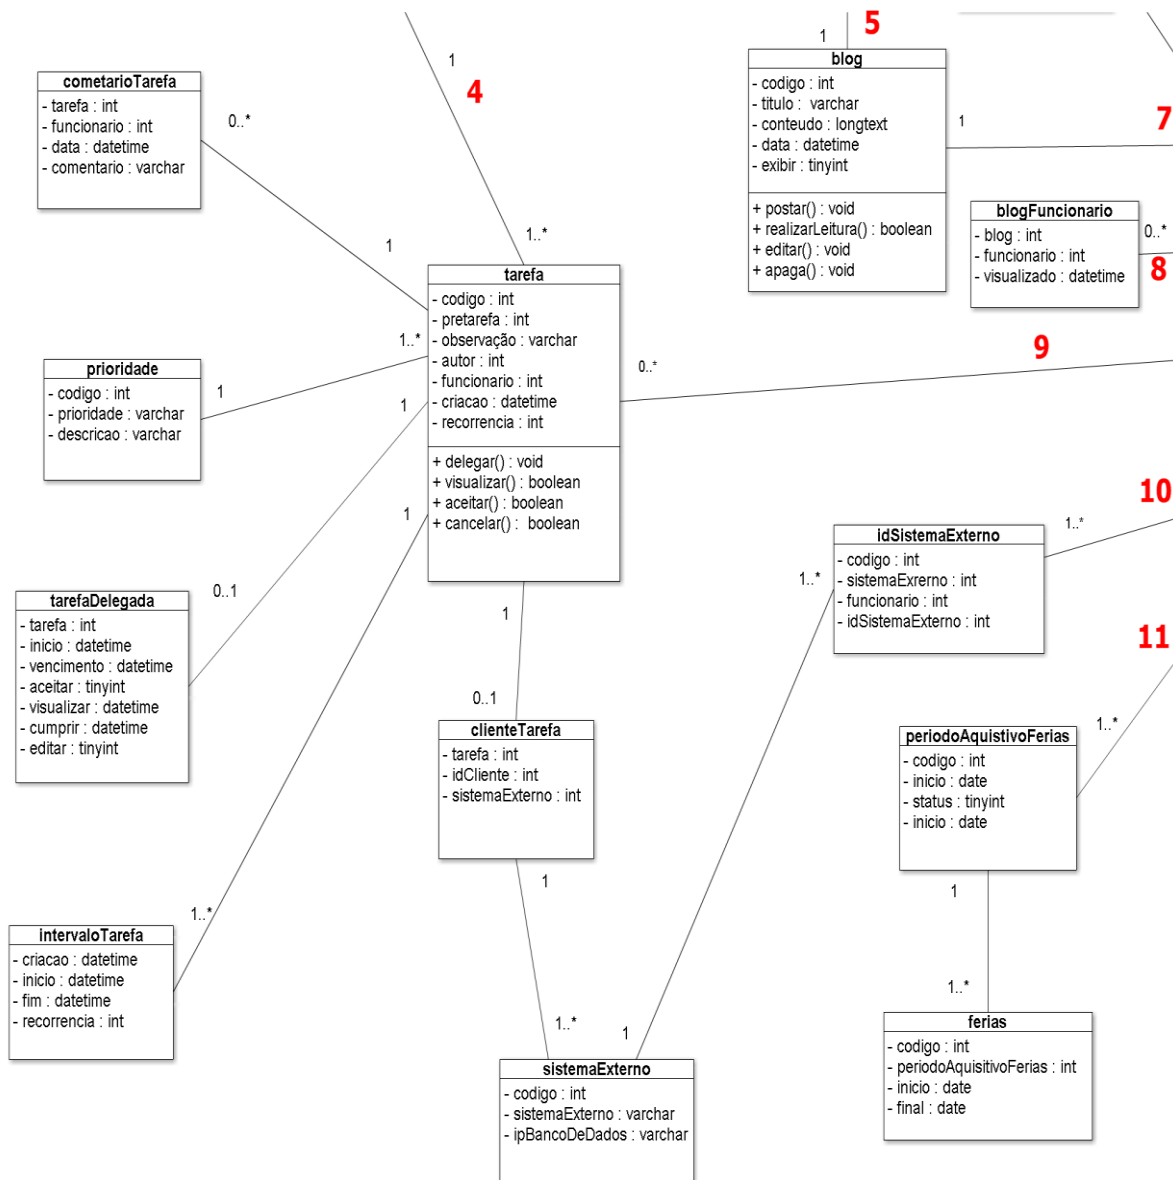 1
4
1..*
1
5
blog
- codigo : int
- titulo : varchar
- conteudo : longtext
- data : datetime
- exibir : tinyint
+ postar() : void
+ realizarLeitura() : boolean
+ editar() : void
+ apaga() : void
1
7
cometarioTarefa
- tarefa : int
- funcionario : int
- data : datetime
- comentario : varchar
0..*
1
blogFuncionario
- blog : int
- funcionario : int
- visualizado : datetime
0..*
8
tarefa
- codigo : int
- pretarefa : int
- observação : varchar
- autor : int
- funcionario : int
- criacao : datetime
- recorrencia : int
+ delegar() : void
+ visualizar() : boolean
+ aceitar() : boolean
+ cancelar() : boolean
0..*
9
prioridade
- codigo : int
- prioridade : varchar
- descricao : varchar
1
1..*
1
1
10
idSistemaExterno
- codigo : int
- sistemaExrerno : int
- funcionario : int
- idSistemaExterno : int
1..*
1..*
tarefaDelegada
- tarefa : int
- inicio : datetime
- vencimento : datetime
- aceitar : tinyint
- visualizar : datetime
- cumprir : datetime
- editar : tinyint
0..1
1
0..1
11
clienteTarefa
- tarefa : int
- idCliente : int
- sistemaExterno : int
1
periodoAquistivoFerias
- codigo : int
- inicio : date
- status : tinyint
- inicio : date
1..*
1
1..*
intervaloTarefa
- criacao : datetime
- inicio : datetime
- fim : datetime
- recorrencia : int
1..*
1..*
1
sistemaExterno
- codigo : int
- sistemaExterno : varchar
- ipBancoDeDados : varchar
ferias
- codigo : int
- periodoAquisitivoFerias : int
- inicio : date
- final : date